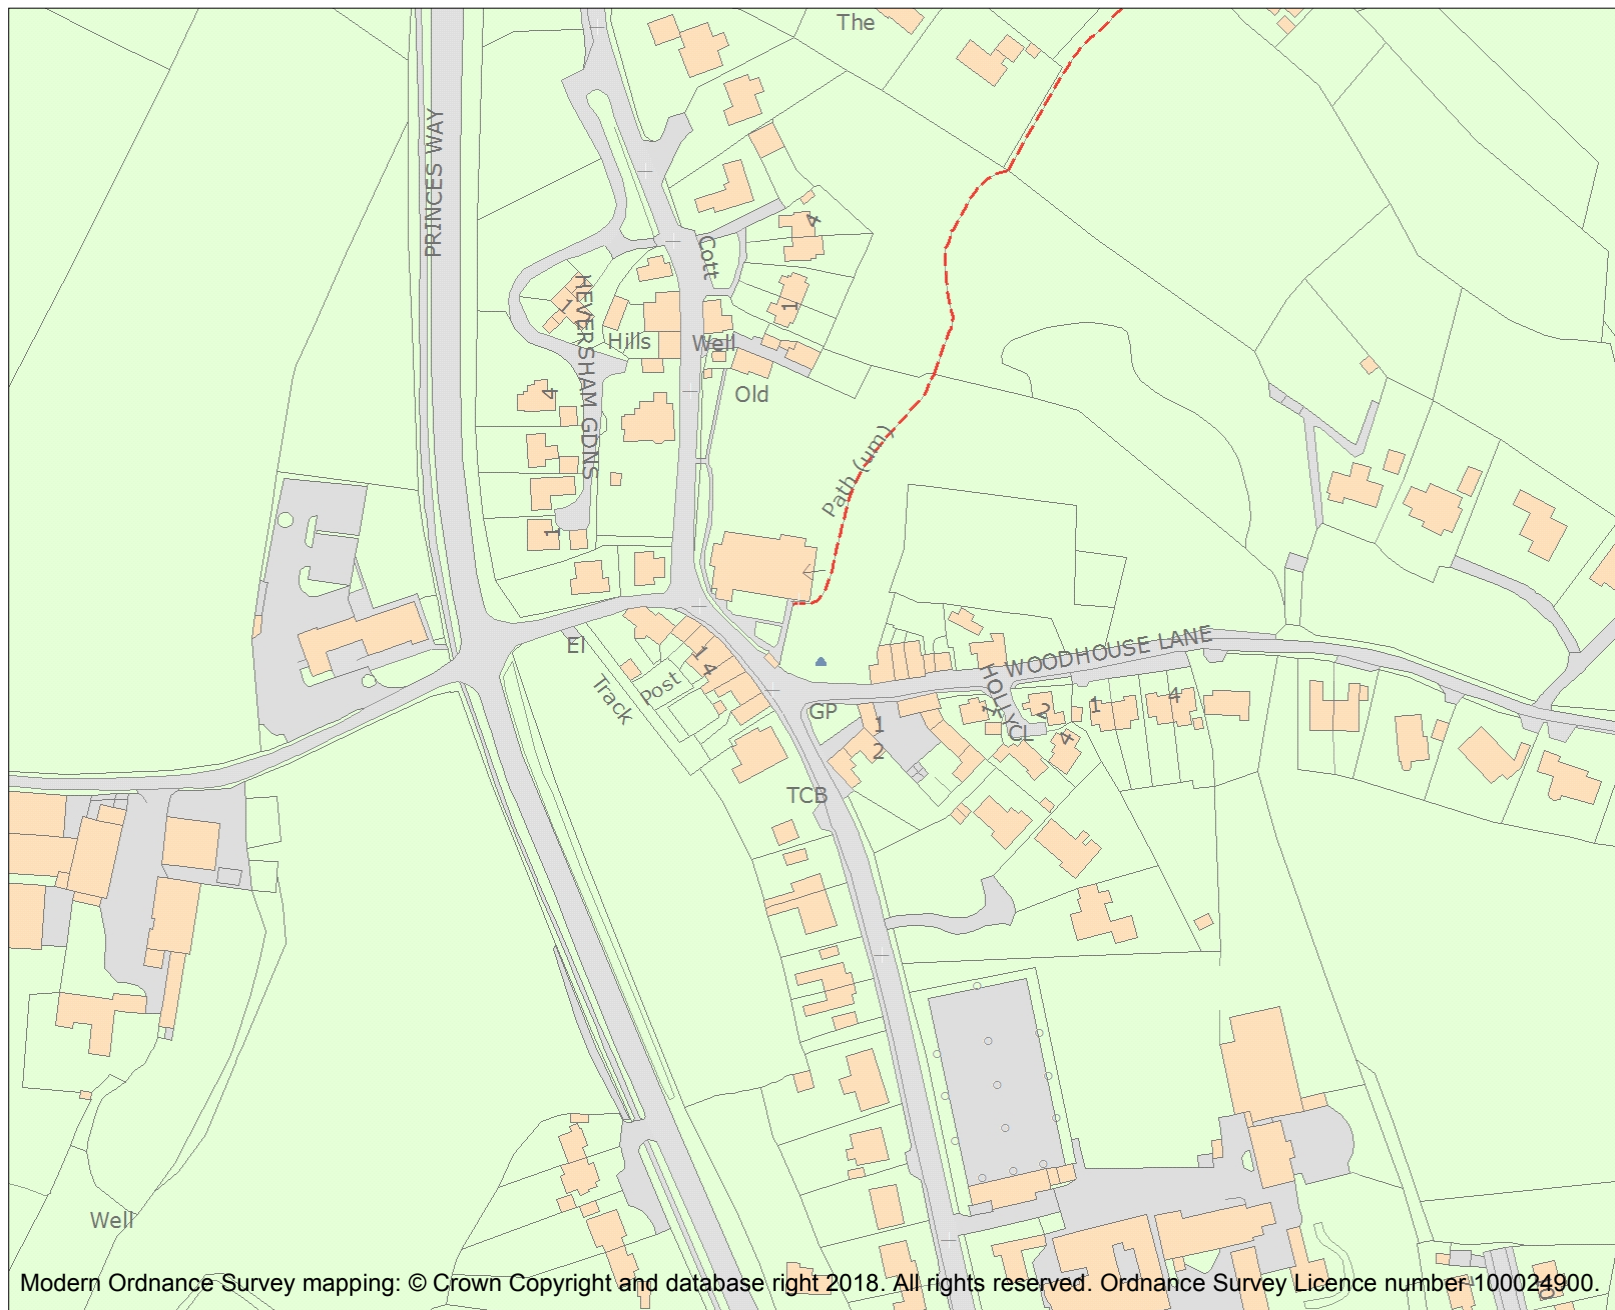 The
PRINCES WAY
4
Cott
1
HEVERSHAM GDNS
1
Hills
Well
Old
4
Path (um)
1
El
1
4
Post
Track
WOODHOUSE LANE
HOLLY
CL
1
2
1
4
4
GP
1
2
TCB
Well
Modern Ordnance Survey mapping: © Crown Copyright and database right 2018. All rights reserved. Ordnance Survey Licence number 100024900.